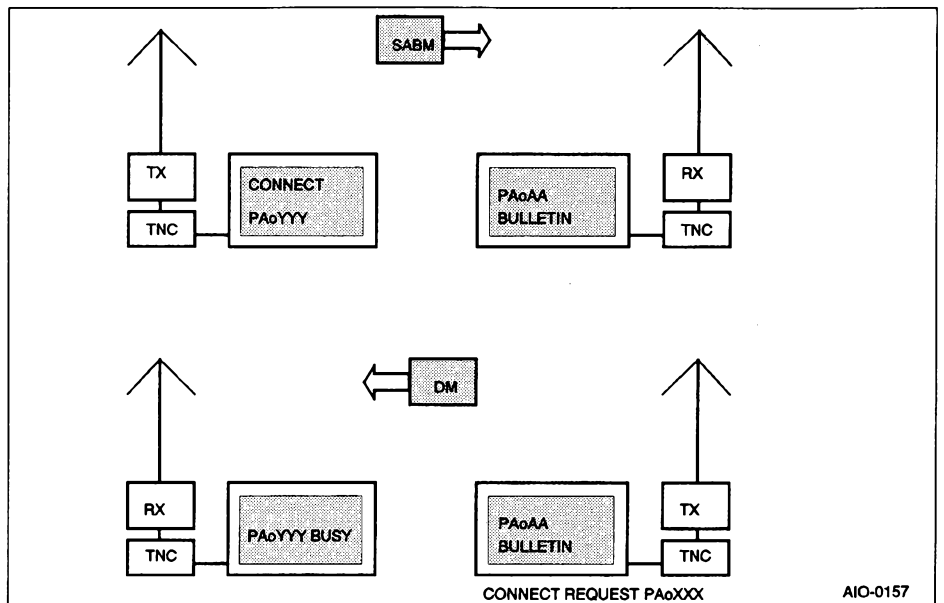 SABM
TX
CONNECT
PAoYYY
PAoAA
BULLETIN
RX
TNC
TNC
DM
RX
PAoYYY BUSY
PAoAA
BULLETIN
TX
TNC
TNC
CONNECT REQUEST PAoXXX
AIO-0157